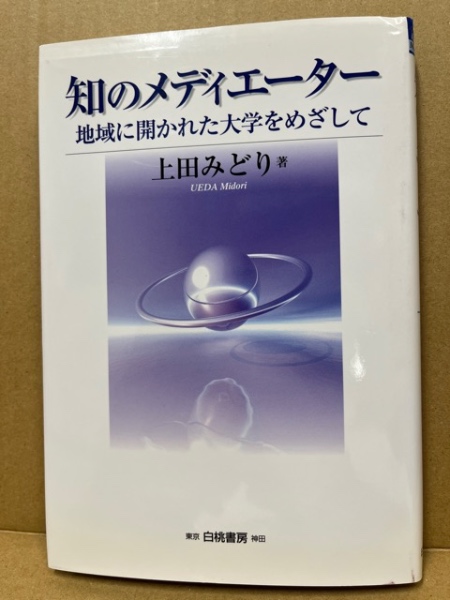 知のメディエーター
地域に開かれた大学をめざして
上田みどり 著
UEDA Midori
東京 白桃書房 神田